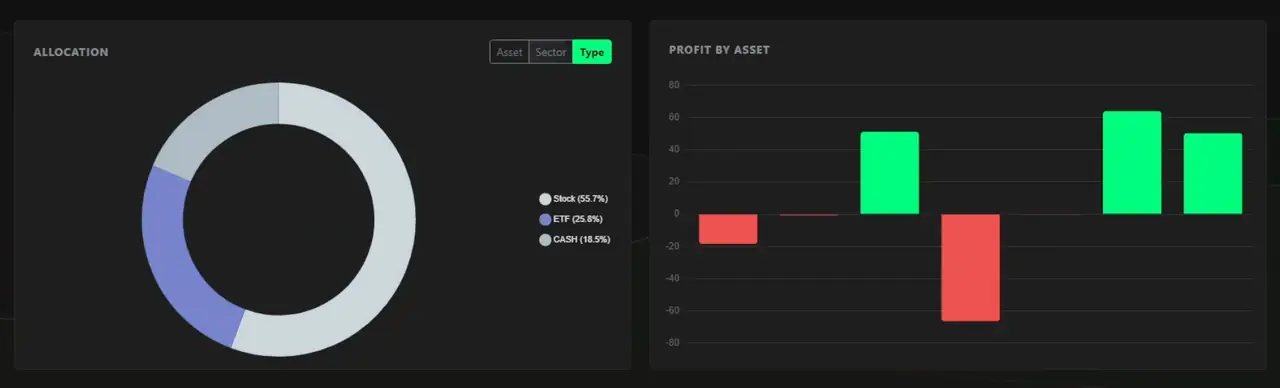 ALLOCATION
Asset Sector Type
Stock (55.7%)
ETF (25.8%)
CASH (18.5%)
PROFIT BY ASSET
80
60
40
20
0
-20
-40
-60
-80